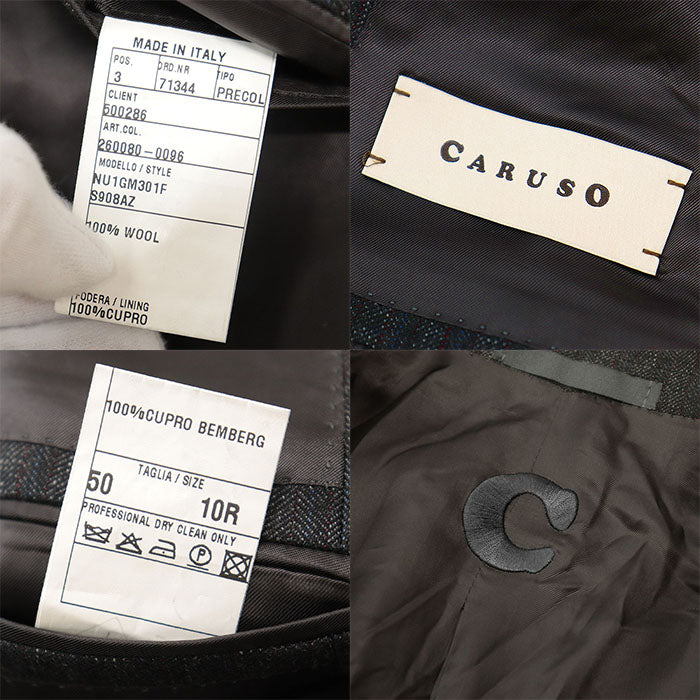 MADE IN ITALY
POS. ORD.NR TIPO
3 71344 PRECOL
CLIENT
500286
ART.COL.
260080-0096
MODELLO / STYLE
NU1GM301F
S908AZ
100% WOOL
FODERA / LINING
100%CUPRO
CARUSO
100%CUPRO BEMBERG
TAGLIA / SIZE
50 10R
PROFESSIONAL DRY CLEAN ONLY
P
C